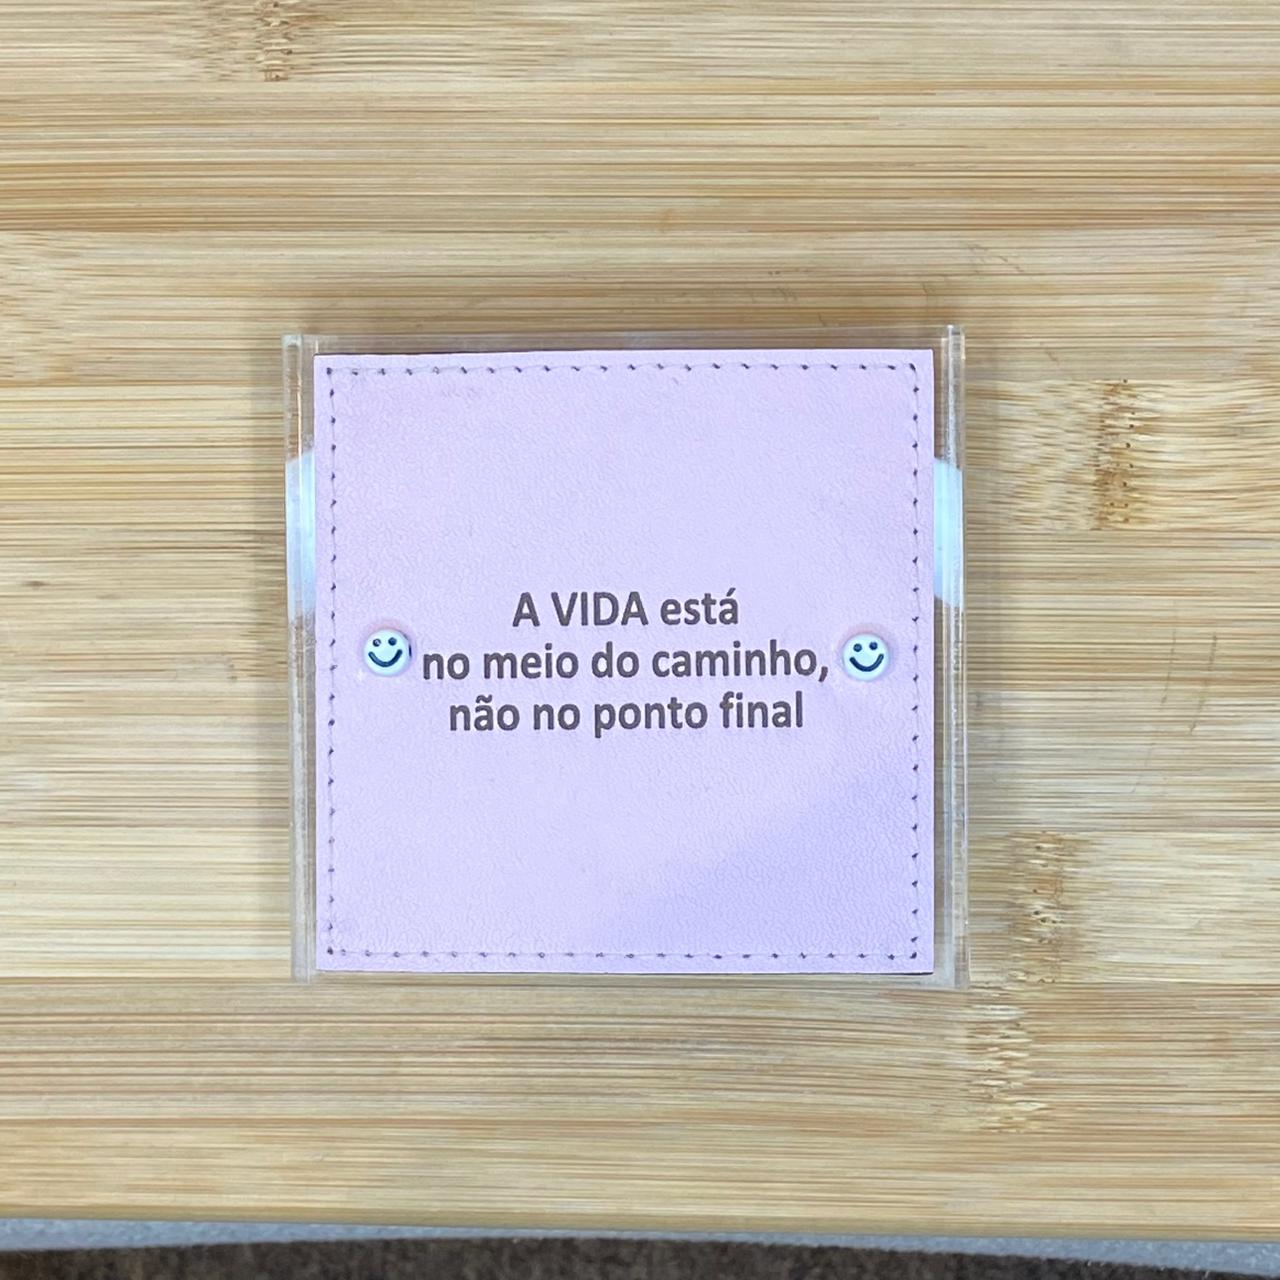 A VIDA está
no meio do caminho,
não no ponto final